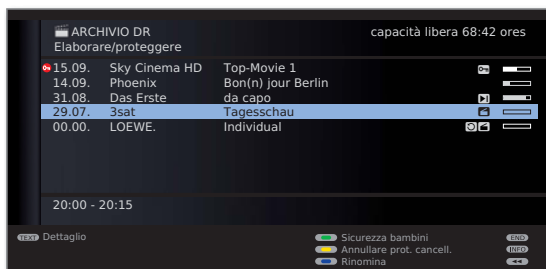 ARCHIVIO DR capacità libera 68:42 ores
Elaborare/proteggere
15.09. Sky Cinema HD Top-Movie 1
14.09. Phoenix Bon(n) jour Berlin
31.08. Das Erste da capo
29.07. 3sat Tagesschau
00.00. LOEWE. Individual
20:00 - 20:15
TEXT Dettaglio Sicurezza bambini END
Annullare prot. cancell. INFO
Rinomina